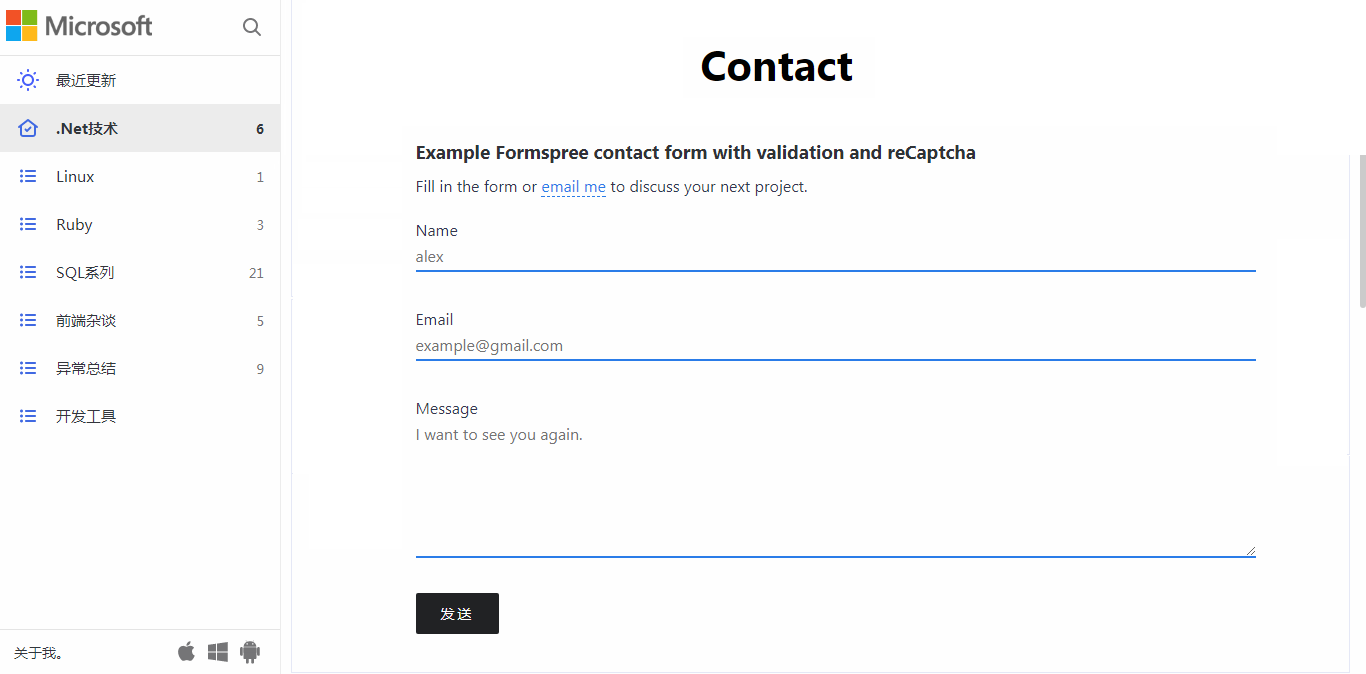 Microsoft
最近更新
.Net技术 6
Linux 1
Ruby 3
SQL系列 21
前端杂谈 5
异常总结 9
开发工具
关于我。
Contact
Example Formspree contact form with validation and reCaptcha
Fill in the form or email me to discuss your next project.
Name
alex
Email
example@gmail.com
Message
I want to see you again.
发送